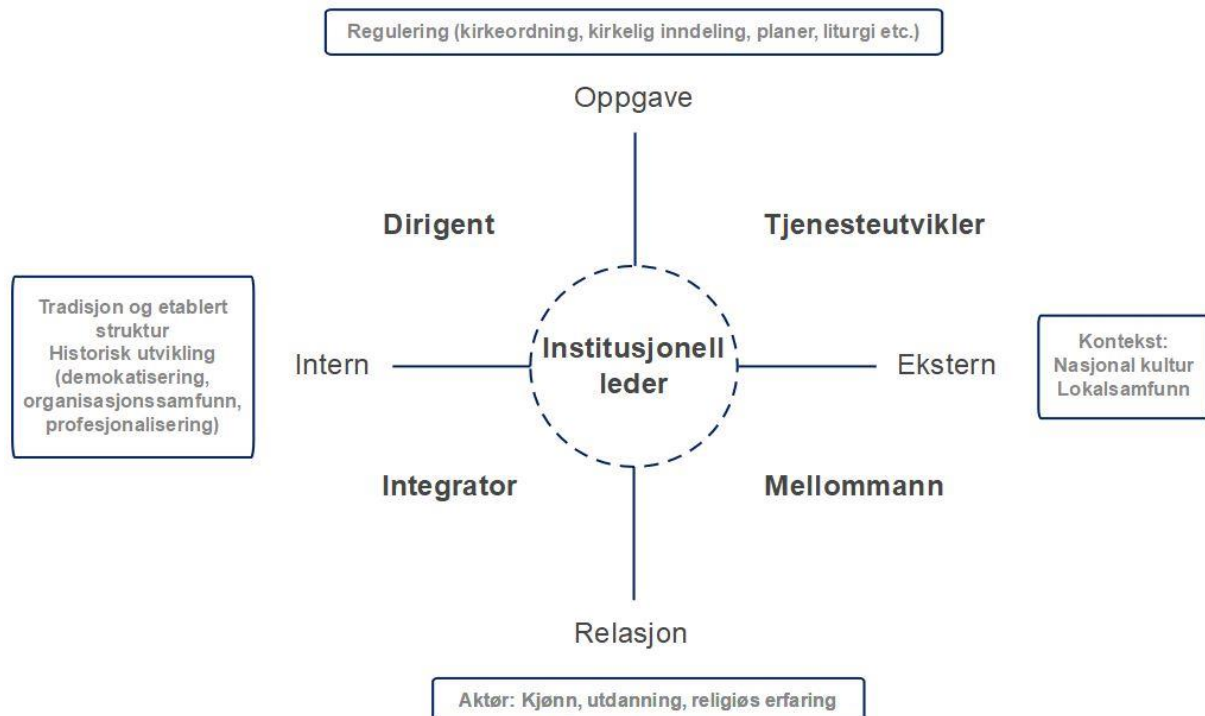 Regulering (kirkeordning, kirkelig inndeling, planer, liturgi etc.)
Oppgave
Dirigent
Tjenesteutvikler
Tradisjon og etablert
struktur
Historisk utvikling
(demokatisering,
organisasjonssamfunn,
profesjonalisering)
Intern
Institusjonell
leder
Ekstern
Kontekst:
Nasjonal kultur
Lokalsamfunn
Integrator
Mellommann
Relasjon
Aktør: Kjønn, utdanning, religiøs erfaring